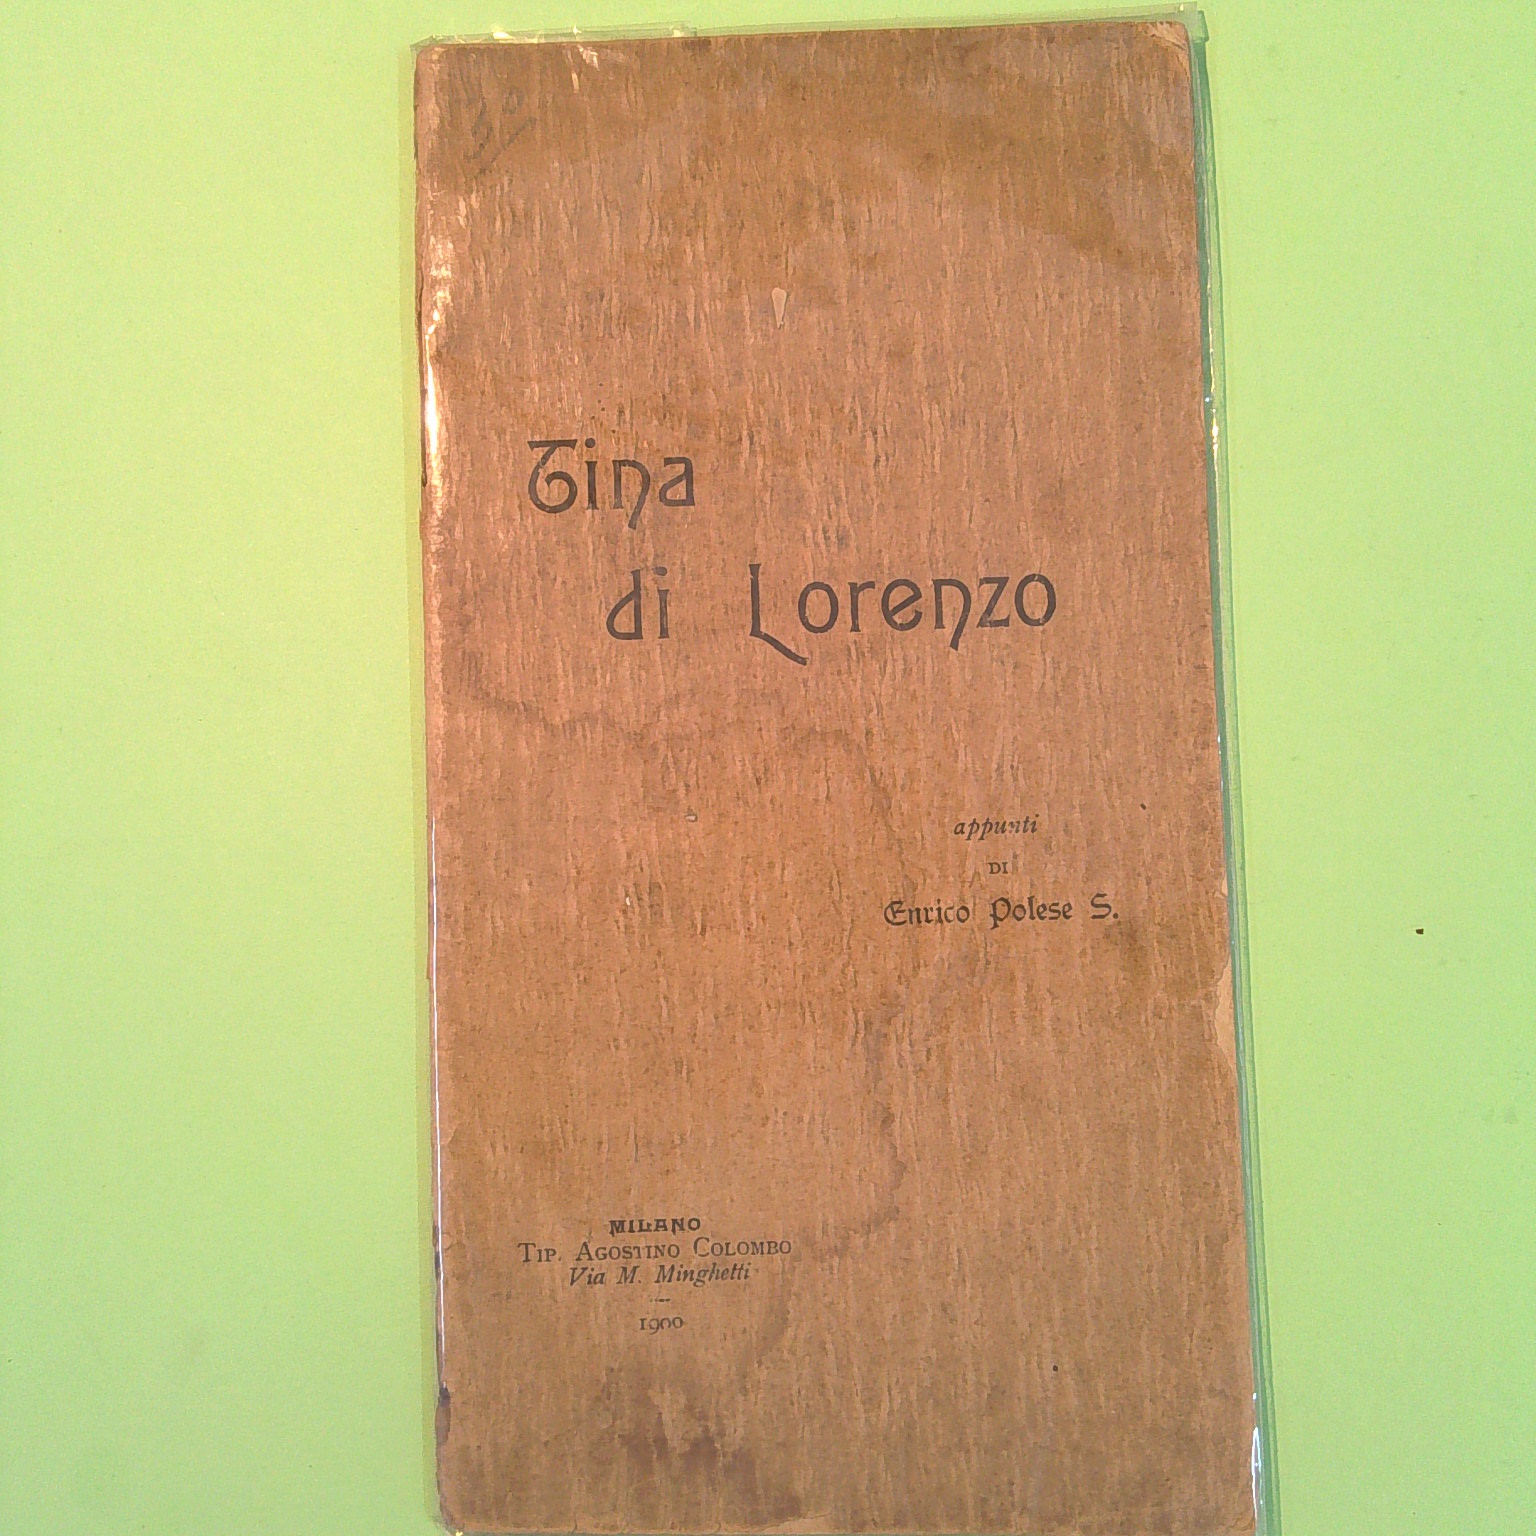 Tina
di Lorenzo
appunti
DI
Enrico Polese S.
MILANO
TIP. AGOSTINO COLOMBO
Via M. Minghetti
1900